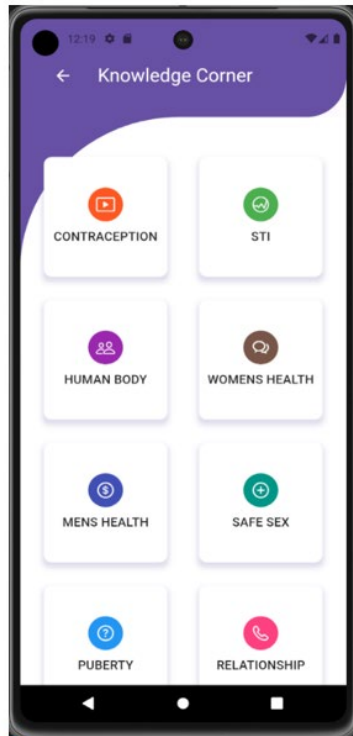 12:19
Knowledge Corner
CONTRACEPTION
STI
HUMAN BODY
WOMENS HEALTH
MENS HEALTH
SAFE SEX
PUBERTY
RELATIONSHIP